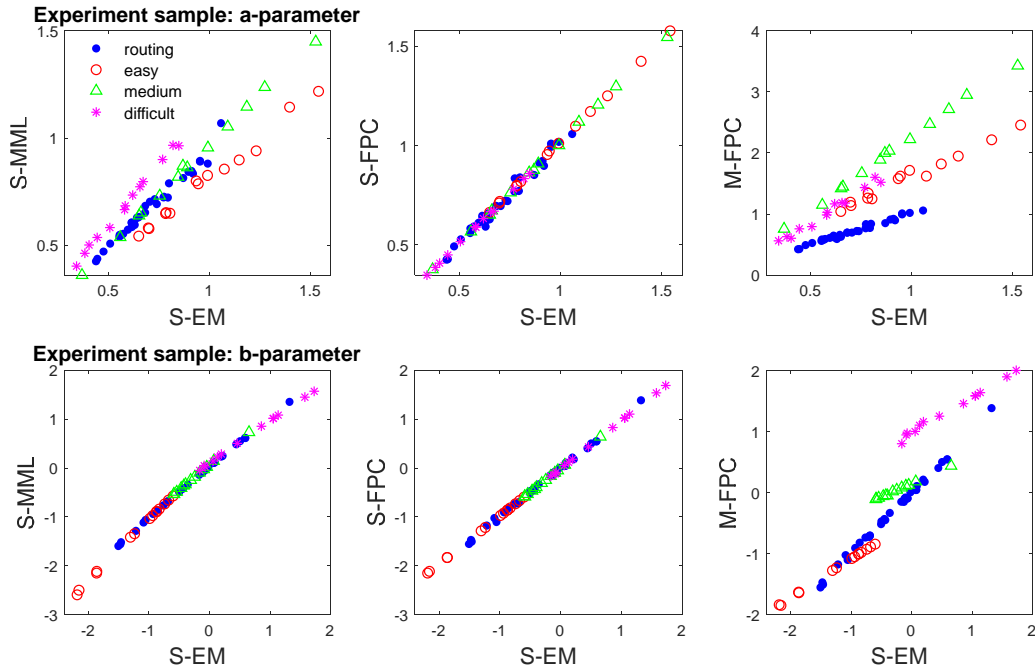 Experiment sample: a-parameter
1.5
1
0.5
S-MML
0.5
1
1.5
S-EM
routing
easy
medium
difficult
1.5
1
0.5
S-FPC
0.5
1
1.5
S-EM
4
3
2
1
0
M-FPC
0.5
1
1.5
S-EM
Experiment sample: b-parameter
2
1
0
-1
-2
-3
S-MML
-2
-1
0
1
2
S-EM
2
1
0
-1
-2
-3
S-FPC
-2
-1
0
1
2
S-EM
2
1
0
-1
-2
M-FPC
-2
-1
0
1
2
S-EM